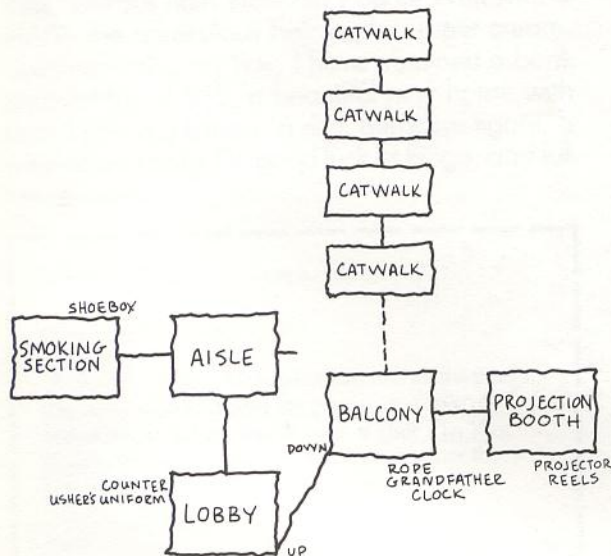 CATWALK
CATWALK
CATWALK
CATWALK
SHOEBOX
SMOKING
SECTION
AISLE
BALCONY
PROJECTION
BOOTH
DOWN
ROPE
GRANDFATHER
CLOCK
PROJECTOR
REELS
COUNTER
USHER'S UNIFORM
LOBBY
UP